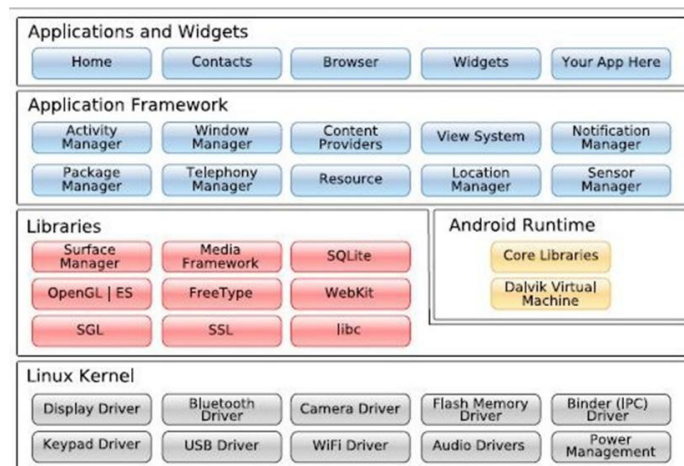 Applications and Widgets
Home Contacts Browser Widgets Your App Here
Application Framework
Activity Manager Window Manager Content Providers View System Notification Manager
Package Manager Telephony Manager Resource Location Manager Sensor Manager
Libraries
Surface Manager Media Framework SQLite
OpenGL | ES FreeType WebKit
SGL SSL libc
Android Runtime
Core Libraries
Dalvik Virtual Machine
Linux Kernel
Display Driver Bluetooth Driver Camera Driver Flash Memory Driver Binder (IPC) Driver
Keypad Driver USB Driver WiFi Driver Audio Drivers Power Management